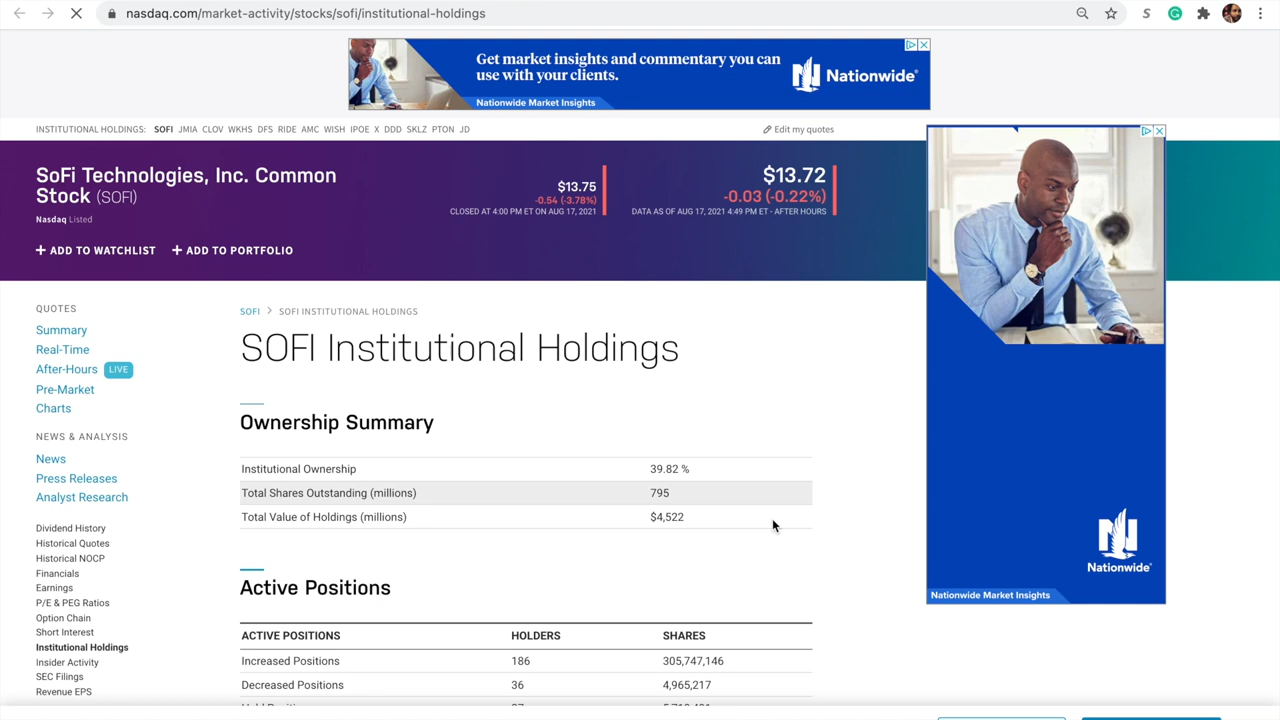 nasdaq.com/market-activity/stocks/sofi/institutional-holdings
Get market insights and commentary you can
use with your clients.
Nationwide Market Insights
Nationwide®
INSTITUTIONAL HOLDINGS: SOFI JMIA CLOV WKHS DFS RIDE AMC WISH IPOE X DDD SKLZ PTON JD
Edit my quotes
SoFi Technologies, Inc. Common
Stock (SOFI)
Nasdaq Listed
+ ADD TO WATCHLIST + ADD TO PORTFOLIO
$13.75
-0.54 (-3.78%)
CLOSED AT 4:00 PM ET ON AUG 17, 2021
$13.72
-0.03 (-0.22%)
DATA AS OF AUG 17, 2021 4:49 PM ET - AFTER HOURS
QUOTES
Summary
Real-Time
After-Hours LIVE
Pre-Market
Charts
NEWS & ANALYSIS
News
Press Releases
Analyst Research
Dividend History
Historical Quotes
Historical NOCP
Financials
Earnings
P/E & PEG Ratios
Option Chain
Short Interest
Institutional Holdings
Insider Activity
SEC Filings
Revenue EPS
SOFI > SOFI INSTITUTIONAL HOLDINGS
SOFI Institutional Holdings
Ownership Summary
Institutional Ownership 39.82 %
Total Shares Outstanding (millions) 795
Total Value of Holdings (millions) $4,522
Active Positions
ACTIVE POSITIONS HOLDERS SHARES
Increased Positions 186 305,747,146
Decreased Positions 36 4,965,217
Nationwide®
Nationwide Market Insights